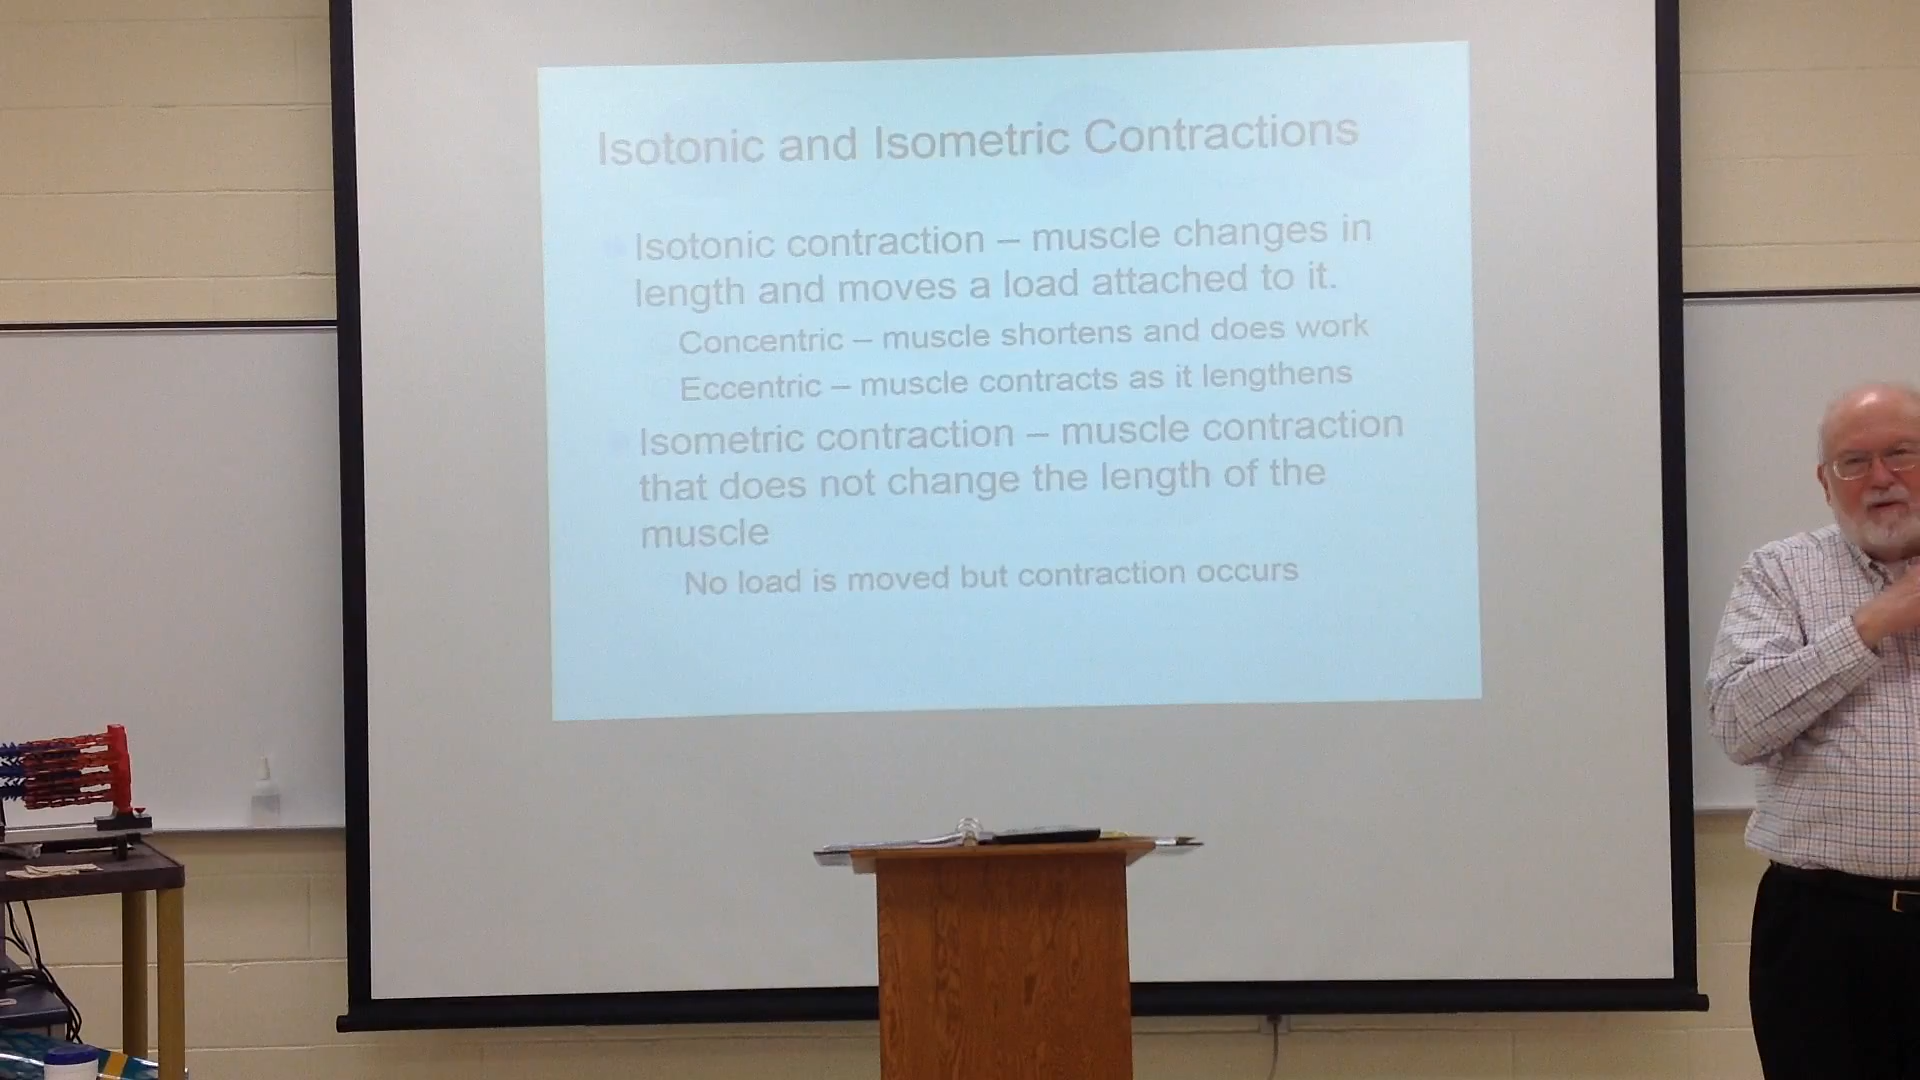 Isotonic and Isometric Contractions
Isotonic contraction – muscle changes in
length and moves a load attached to it.
Concentric – muscle shortens and does work
Eccentric – muscle contracts as it lengthens
Isometric contraction – muscle contraction
that does not change the length of the
muscle
No load is moved but contraction occurs